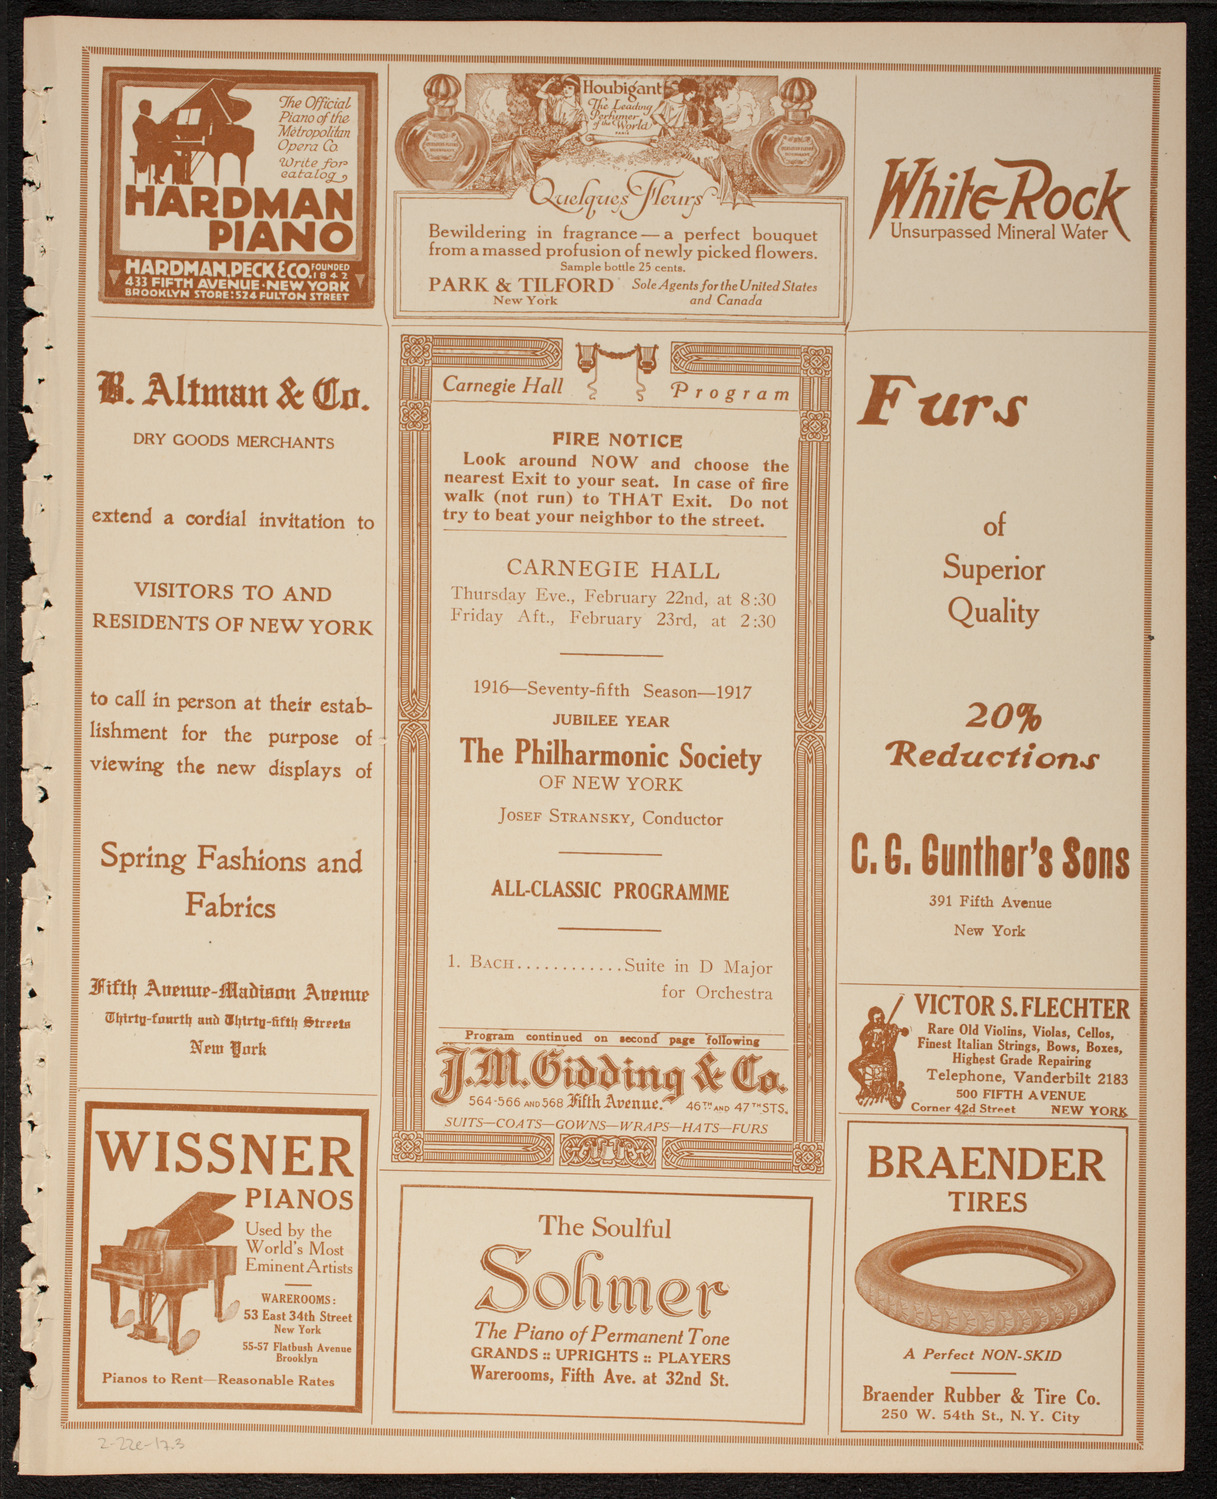 The Official
Piano of the
Metropolitan
Opera Co.
Write for
catalog
HARDMAN
PIANO
HARDMAN, PECK & CO. FOUNDED 1842
433 FIFTH AVENUE · NEW YORK
BROOKLYN STORE: 524 FULTON STREET
B. Altman & Co.
DRY GOODS MERCHANTS
extend a cordial invitation to
VISITORS TO AND
RESIDENTS OF NEW YORK
to call in person at their estab-
lishment for the purpose of
viewing the new displays of
Spring Fashions and
Fabrics
Fifth Avenue-Madison Avenue
Thirty-fourth and Thirty-fifth Streets
New York
WISSNER
PIANOS
Used by the
World's Most
Eminent Artists
WAREROOMS:
53 East 34th Street
New York
55-57 Flatbush Avenue
Brooklyn
Pianos to Rent—Reasonable Rates
Houbigant
The Leading
Perfumer
of the World
PARIS
Quelques Fleurs
Bewildering in fragrance—a perfect bouquet
from a massed profusion of newly picked flowers.
Sample bottle 25 cents.
PARK & TILFORD Sole Agents for the United States
New York and Canada
Carnegie Hall Program
FIRE NOTICE
Look around NOW and choose the
nearest Exit to your seat. In case of fire
walk (not run) to THAT Exit. Do not
try to beat your neighbor to the street.
CARNEGIE HALL
Thursday Eve., February 22nd, at 8:30
Friday Aft., February 23rd, at 2:30
1916—Seventy-fifth Season—1917
JUBILEE YEAR
The Philharmonic Society
OF NEW YORK
JOSEF STRANSKY, Conductor
ALL-CLASSIC PROGRAMME
1. BACH............Suite in D Major
for Orchestra
Program continued on second page following
J.M. Gidding & Co.
564-566 AND 568 Fifth Avenue. 46TH AND 47TH STS.
SUITS—COATS—GOWNS—WRAPS—HATS—FURS
The Soulful
Sohmer
The Piano of Permanent Tone
GRANDS :: UPRIGHTS :: PLAYERS
Warerooms, Fifth Ave. at 32nd St.
White Rock
Unsurpassed Mineral Water
Furs
of
Superior
Quality
20%
Reductions
C. G. Gunther's Sons
391 Fifth Avenue
New York
VICTOR S. FLECHTER
Rare Old Violins, Violas, Cellos,
Finest Italian Strings, Bows, Boxes,
Highest Grade Repairing
Telephone, Vanderbilt 2183
500 FIFTH AVENUE
Corner 42d Street NEW YORK
BRAENDER
TIRES
A Perfect NON-SKID
Braender Rubber & Tire Co.
250 W. 54th St., N. Y. City
2-22e-17.3